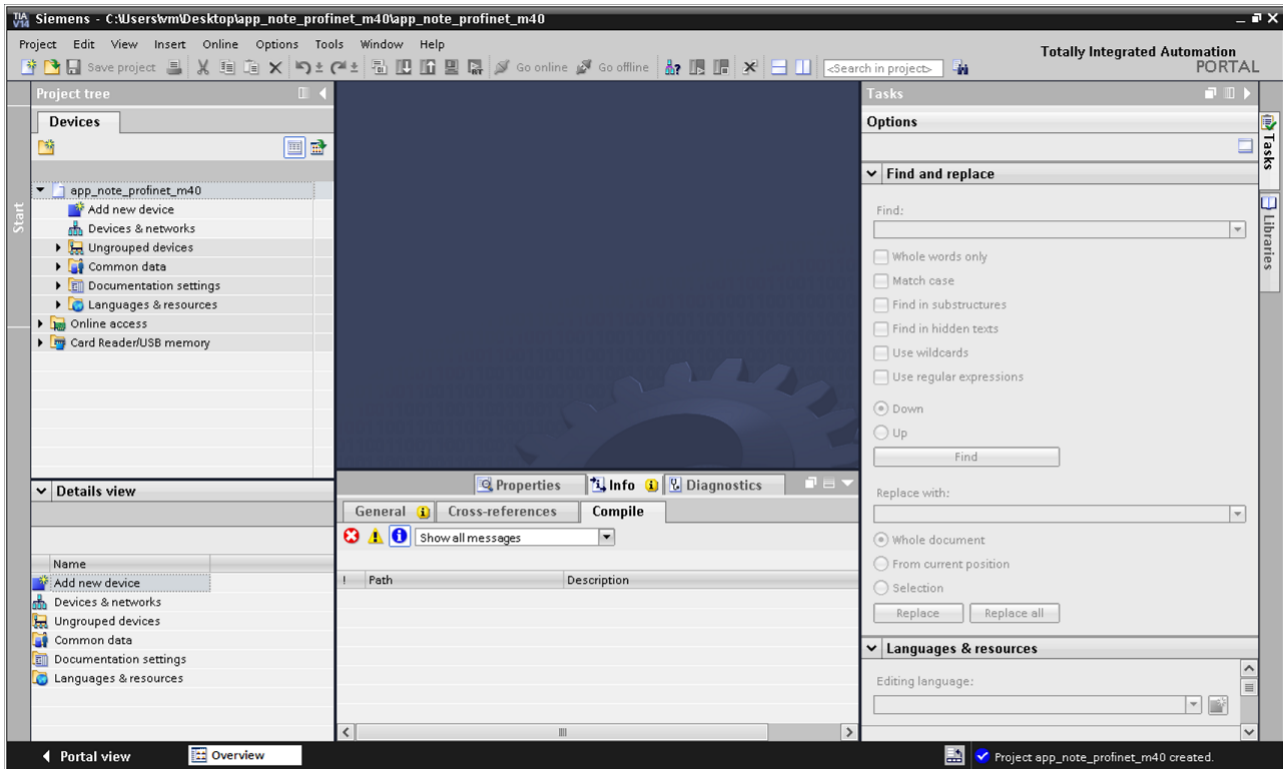 TIA V14 Siemens - C:\Users\vm\Desktop\app_note_profinet_m40\app_note_profinet_m40
Project Edit View Insert Online Options Tools Window Help
Totally Integrated Automation
PORTAL
Save project Go online Go offline <Search in project>
Start
Project tree
Devices
app_note_profinet_m40
Add new device
Devices & networks
Ungrouped devices
Common data
Documentation settings
Languages & resources
Online access
Card Reader/USB memory
Details view
Name
Add new device
Devices & networks
Ungrouped devices
Common data
Documentation settings
Languages & resources
Properties Info Diagnostics
General Cross-references Compile
Show all messages
! Path Description
Tasks
Options
Find and replace
Find:
Whole words only
Match case
Find in substructures
Find in hidden texts
Use wildcards
Use regular expressions
Down
Up
Find
Replace with:
Whole document
From current position
Selection
Replace Replace all
Languages & resources
Editing language:
Tasks
Libraries
Portal view Overview
Project app_note_profinet_m40 created.